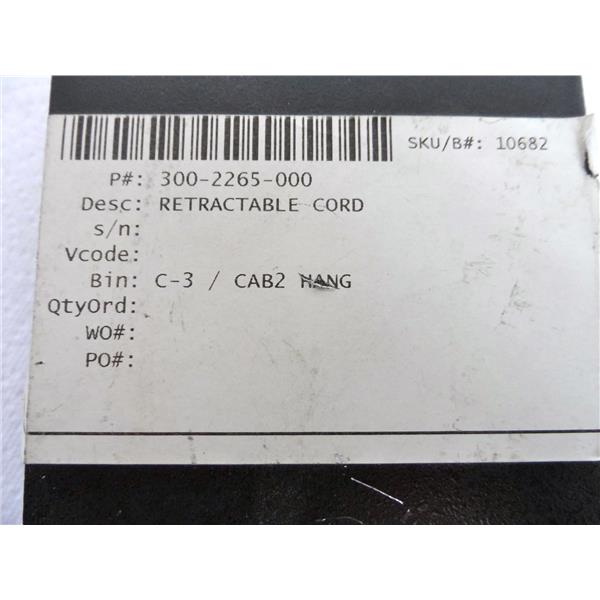 SKU/B#: 10682
P#: 300-2265-000
Desc: RETRACTABLE CORD
s/n:
Vcode:
Bin: C-3 / CAB2 HANG
QtyOrd:
WO#:
PO#: